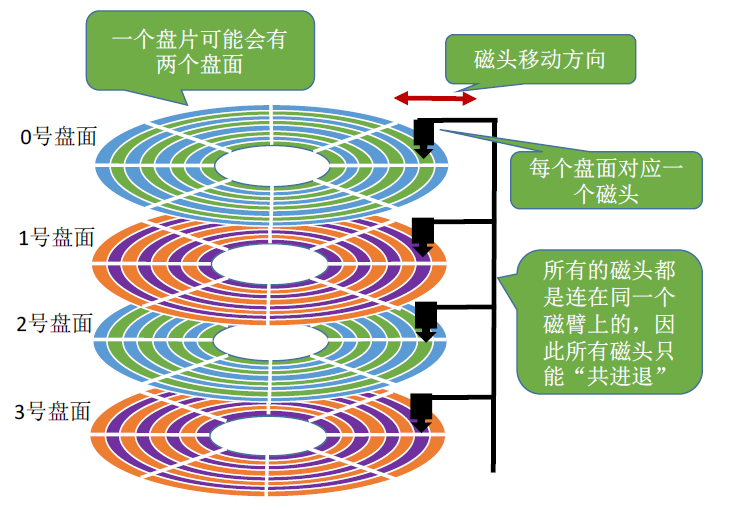 一个盘片可能会有
两个盘面
磁头移动方向
0号盘面
每个盘面对应一
个磁头
1号盘面
所有的磁头都
是连在同一个
磁臂上的，因
此所有磁头只
能“共进退”
2号盘面
3号盘面